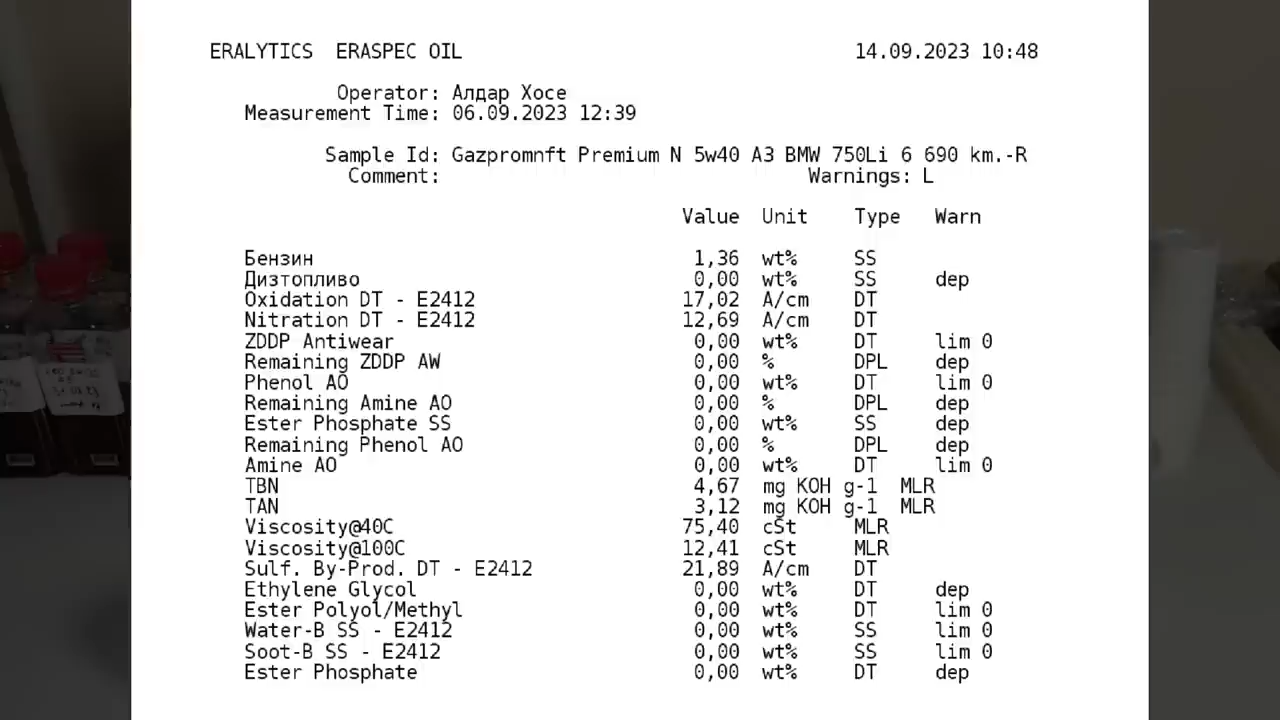 ERALYTICS ERASPEC OIL 14.09.2023 10:48
Operator: Алдар Хосе
Measurement Time: 06.09.2023 12:39
Sample Id: Gazpromnft Premium N 5w40 A3 BMW 750Li 6 690 km.-R
Comment: Warnings: L
Value Unit Type Warn
Бензин 1,36 wt% SS
Дизтопливо 0,00 wt% SS dep
Oxidation DT - E2412 17,02 A/cm DT
Nitration DT - E2412 12,69 A/cm DT
ZDDP Antiwear 0,00 wt% DT lim 0
Remaining ZDDP AW 0,00 % DPL dep
Phenol AO 0,00 wt% DT lim 0
Remaining Amine AO 0,00 % DPL dep
Ester Phosphate SS 0,00 wt% SS dep
Remaining Phenol AO 0,00 % DPL dep
Amine AO 0,00 wt% DT lim 0
TBN 4,67 mg KOH g-1 MLR
TAN 3,12 mg KOH g-1 MLR
Viscosity@40C 75,40 cSt MLR
Viscosity@100C 12,41 cSt MLR
Sulf. By-Prod. DT - E2412 21,89 A/cm DT
Ethylene Glycol 0,00 wt% DT dep
Ester Polyol/Methyl 0,00 wt% DT lim 0
Water-B SS - E2412 0,00 wt% SS lim 0
Soot-B SS - E2412 0,00 wt% SS lim 0
Ester Phosphate 0,00 wt% DT dep